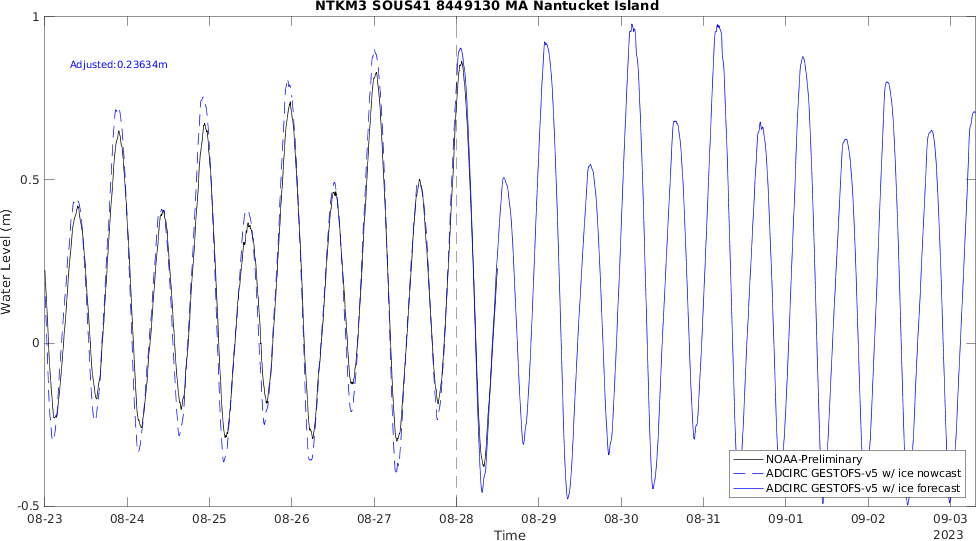 NTKM3 SOUS41 8449130 MA Nantucket Island
1
Adjusted:0.23634m
0.5
Water Level (m)
0
NOAA-Preliminary
ADCIRC GESTOFS-v5 w/ ice nowcast
ADCIRC GESTOFS-v5 w/ ice forecast
-0.5
08-23 08-24 08-25 08-26 08-27 08-28 08-29 08-30 08-31 09-01 09-02 09-03
Time 2023